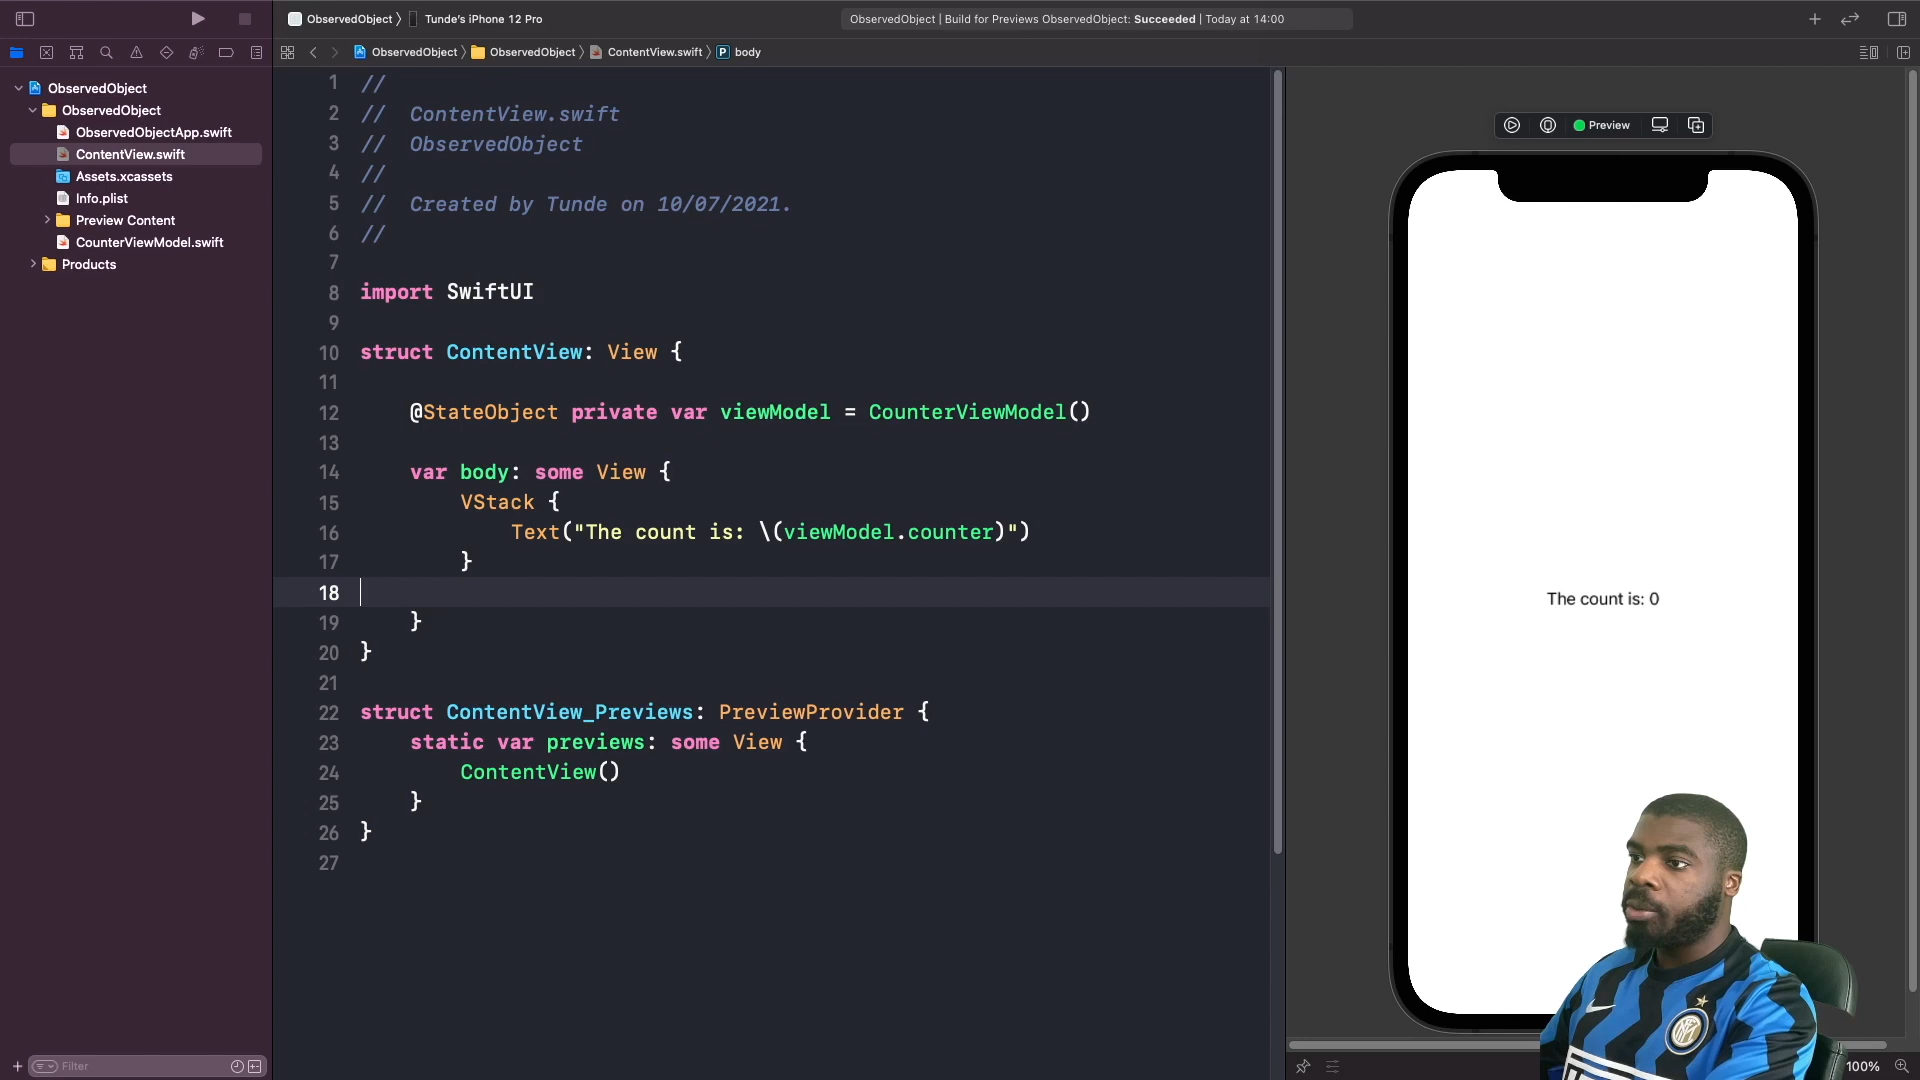 ObservedObject
Tunde's iPhone 12 Pro
ObservedObject | Build for Previews ObservedObject: Succeeded | Today at 14:00
ObservedObject
ObservedObject
ContentView.swift
P
body
ObservedObject
ObservedObject
ObservedObjectApp.swift
ContentView.swift
Assets.xcassets
Info.plist
Preview Content
CounterViewModel.swift
Products
Filter
1 //
2 //  ContentView.swift
3 //  ObservedObject
4 //
5 //  Created by Tunde on 10/07/2021.
6 //
7
8 import SwiftUI
9
10 struct ContentView: View {
11
12     @StateObject private var viewModel = CounterViewModel()
13
14     var body: some View {
15         VStack {
16             Text("The count is: \(viewModel.counter)")
17         }
18
19     }
20 }
21
22 struct ContentView_Previews: PreviewProvider {
23     static var previews: some View {
24         ContentView()
25     }
26 }
27
Preview
The count is: 0
100%